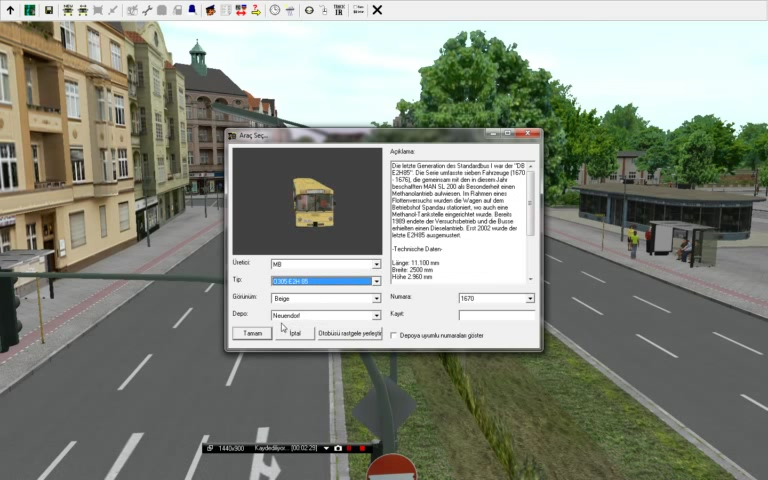 Araç Seç...
Açıklama:
Die letzte Generation des Standardbus I war der "DB
E2H85". Die Serie umfasste sieben Fahrzeuge (1670
- 1676), die gemeinsam mit den in diesem Jahr
beschafften MAN SL 200 als Besonderheit einen
Methanolantrieb aufwiesen. Im Rahmen eines
Flottenversuchs wurden die Wagen auf dem
Betriebshof Spandau stationiert, wo auch eine
Methanol-Tankstelle eingerichtet wurde. Bereits
1989 endete der Versuchsbetrieb und die Busse
erhielten einen Dieselantrieb. Erst 2002 wurde der
letzte E2H85 ausgemustert.
-Technische Daten-
Länge: 11.100 mm
Breite: 2500 mm
Höhe 2.960 mm
Üretici:
MB
Tip:
O305 E2H 85
Görünüm:
Beige
Numara:
1670
Depo:
Neuendorf
Kayıt:
Tamam
İptal
Otobüsü rastgele yerleştir
Depoya uyumlu numaraları göster
1440x900
Kaydediliyor... [00:02:29]